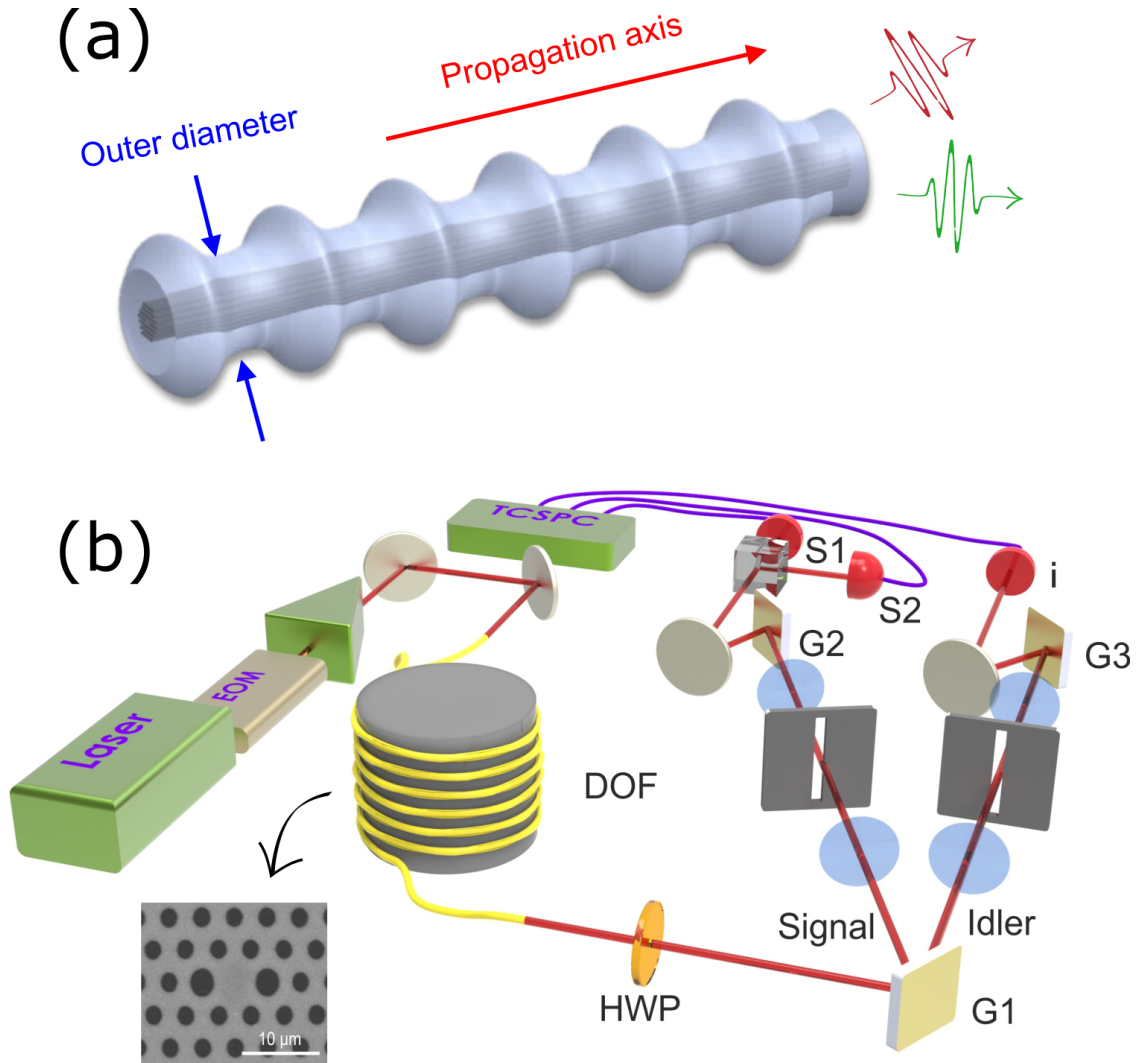 (a)
Propagation axis
Outer diameter
(b)
TCSPC
S1
S2
i
G2
G3
EOM
Laser
DOF
Signal
Idler
HWP
G1
10 µm